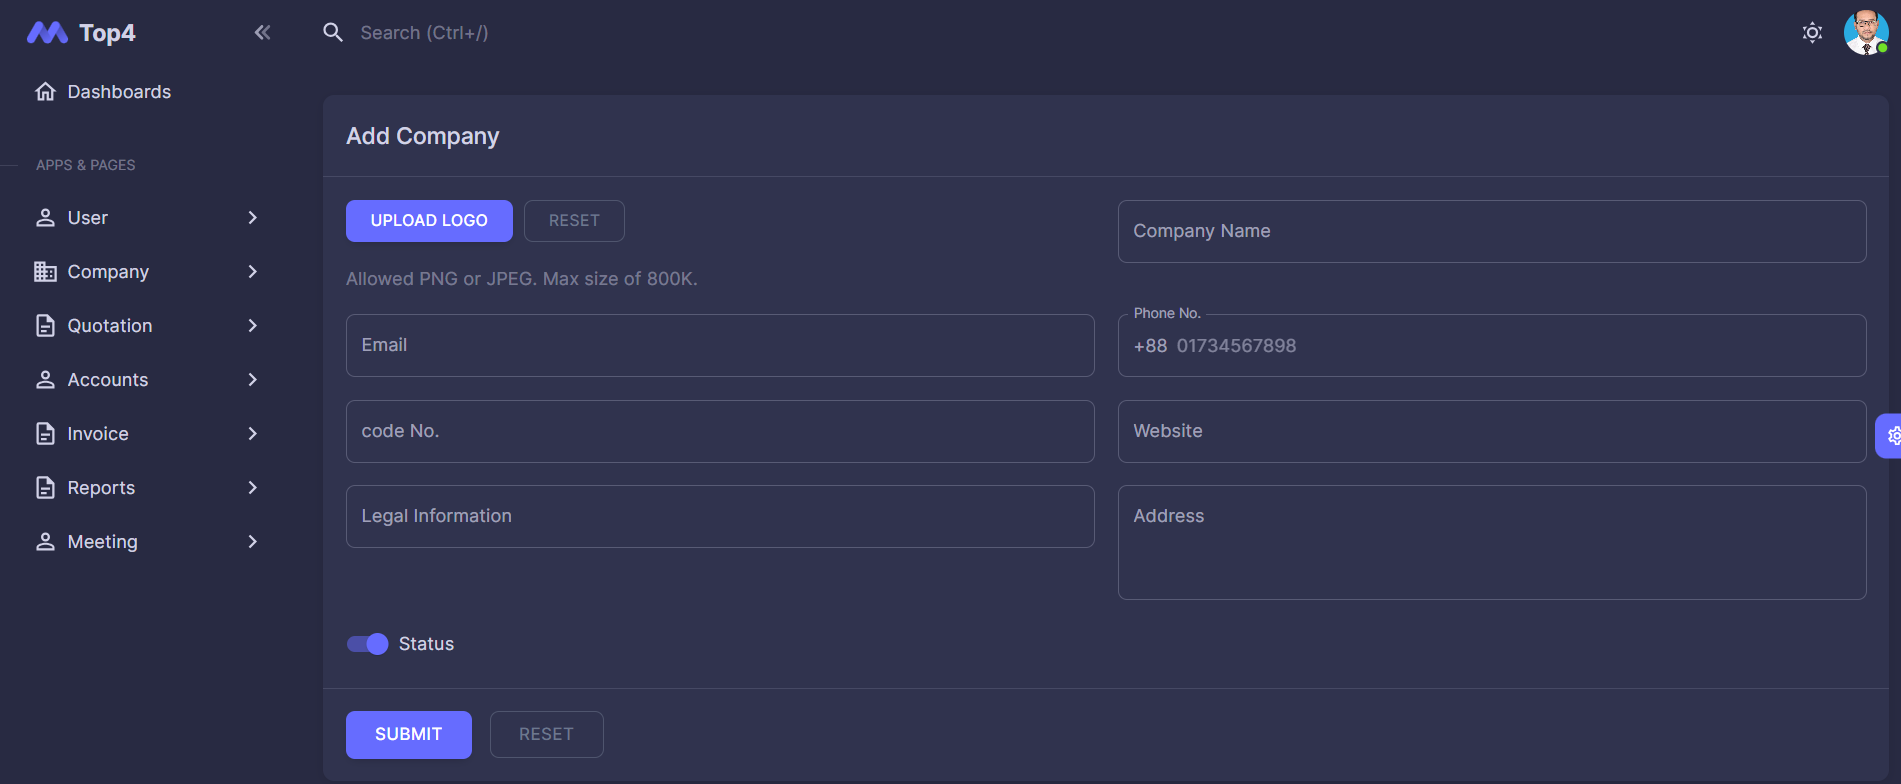 Top4
Search (Ctrl+/)
Dashboards
APPS & PAGES
User
Company
Quotation
Accounts
Invoice
Reports
Meeting
Add Company
UPLOAD LOGO
RESET
Company Name
Allowed PNG or JPEG. Max size of 800K.
Email
Phone No.
+88 01734567898
code No.
Website
Legal Information
Address
Status
SUBMIT
RESET